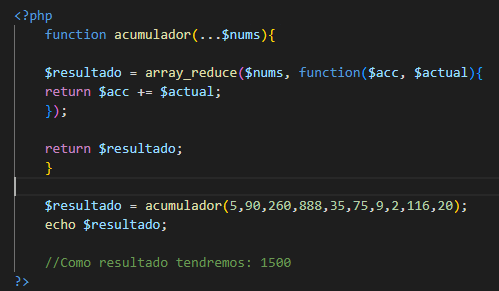 <?php
function acumulador(...$nums){
$resultado = array_reduce($nums, function($acc, $actual){
return $acc += $actual;
});
return $resultado;
}
$resultado = acumulador(5,90,260,888,35,75,9,2,116,20);
echo $resultado;
//Como resultado tendremos: 1500
?>